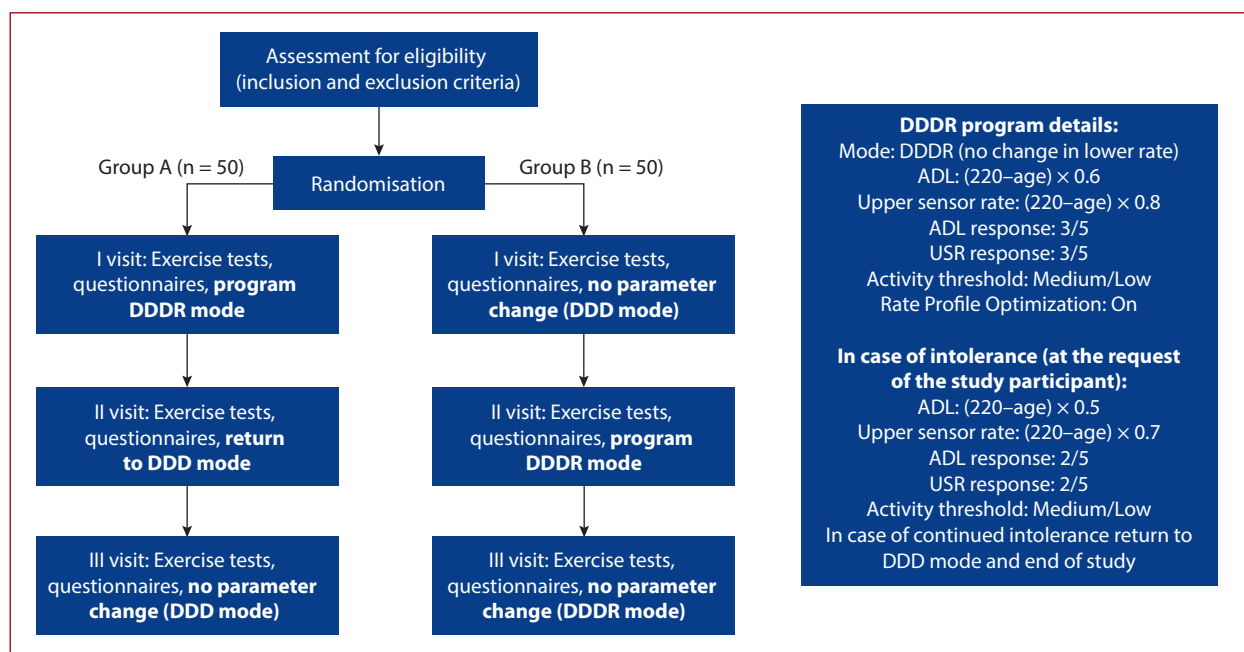 Assessment for eligibility
(inclusion and exclusion criteria)
Group A (n = 50)
Randomisation
Group B (n = 50)
I visit: Exercise tests,
questionnaires, program
DDDR mode
I visit: Exercise tests,
questionnaires, no parameter
change (DDD mode)
II visit: Exercise tests,
questionnaires, return
to DDD mode
II visit: Exercise tests,
questionnaires, program
DDDR mode
III visit: Exercise tests,
questionnaires, no parameter
change (DDD mode)
III visit: Exercise tests,
questionnaires, no parameter
change (DDDR mode)
DDDR program details:
Mode: DDDR (no change in lower rate)
ADL: (220–age) × 0.6
Upper sensor rate: (220–age) × 0.8
ADL response: 3/5
USR response: 3/5
Activity threshold: Medium/Low
Rate Profile Optimization: On
In case of intolerance (at the request
of the study participant):
ADL: (220–age) × 0.5
Upper sensor rate: (220–age) × 0.7
ADL response: 2/5
USR response: 2/5
Activity threshold: Medium/Low
In case of continued intolerance return to
DDD mode and end of study